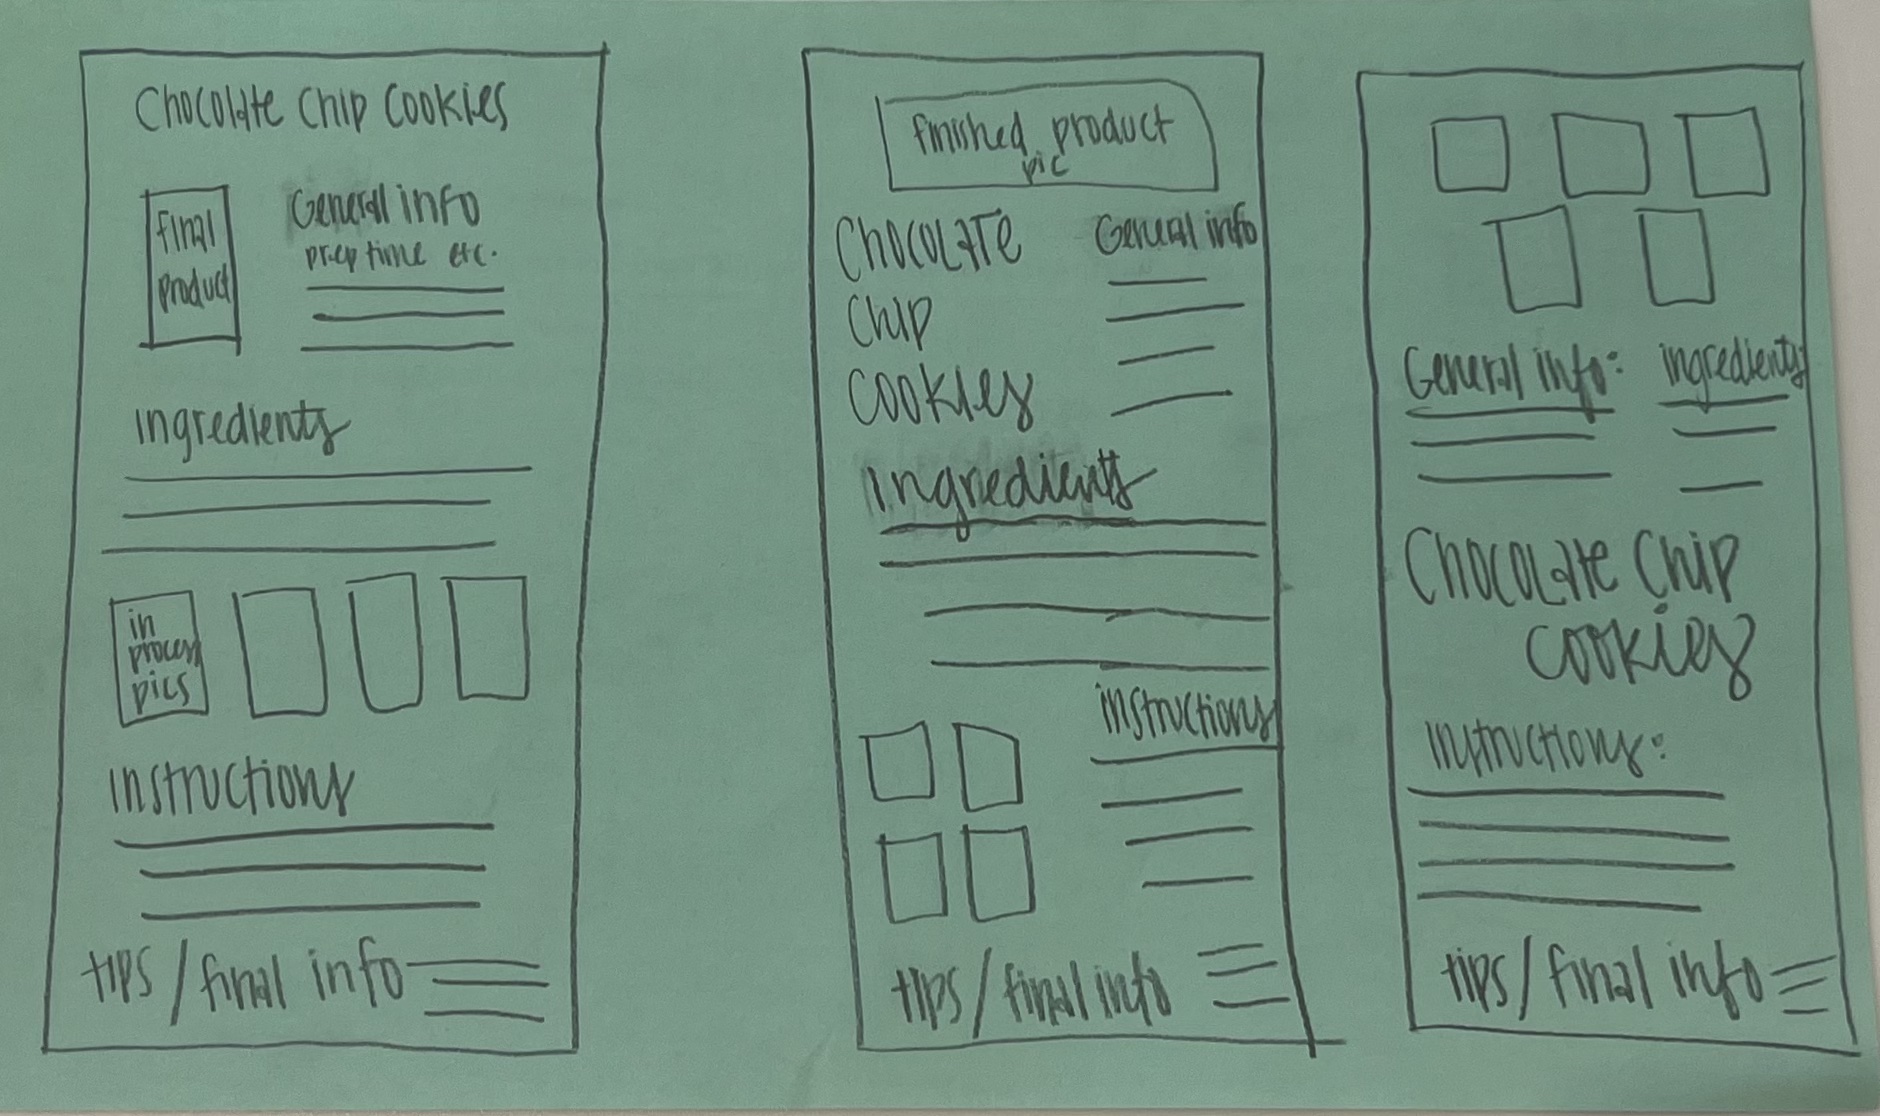 Chocolate Chip Cookies
final
product
General info
prep time etc.
ingredients
in
process
pics
instructions
tips / final info
finished product
pic
Chocolate
Chip
Cookies
General info
ingredients
instructions
tips / final info
General info:
ingredients:
Chocolate Chip
Cookies
instructions:
tips / final info